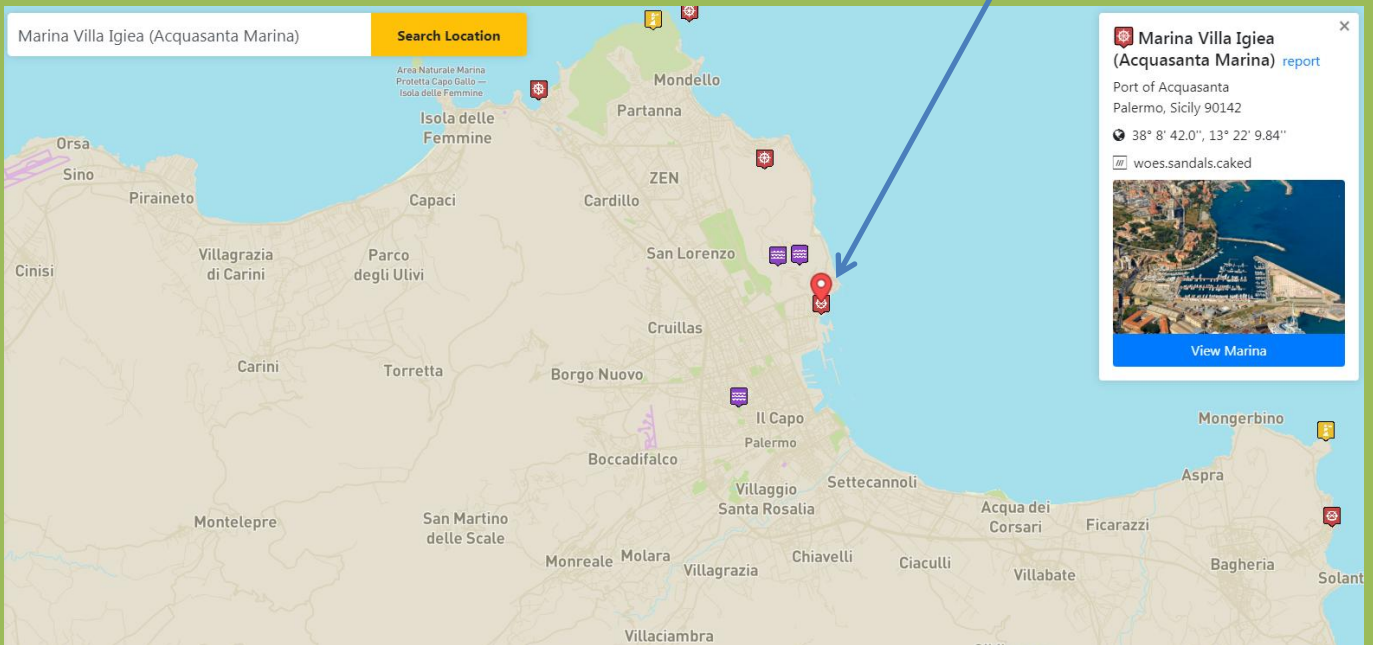 Marina Villa Igiea (Acquasanta Marina)
Search Location
Marina Villa Igiea
(Acquasanta Marina) report
Port of Acquasanta
Palermo, Sicily 90142
38° 8' 42.0'', 13° 22' 9.84''
woes.sandals.caked
View Marina
Area Naturale Marina
Protetta Capo Gallo —
Isola delle Femmine
Mondello
Partanna
Isola delle
Femmine
Orsa
Sino
ZEN
Piraineto
Capaci
Cardillo
Villagrazia
di Carini
Parco
degli Ulivi
San Lorenzo
Cinisi
Cruillas
Carini
Torretta
Borgo Nuovo
Il Capo
Mongerbino
Palermo
Boccadifalco
Aspra
Villaggio
Santa Rosalia
Settecannoli
Montelepre
San Martino
delle Scale
Acqua dei
Corsari
Ficarazzi
Monreale
Molara
Villagrazia
Chiavelli
Ciaculli
Villabate
Bagheria
Solant
Villaciambra